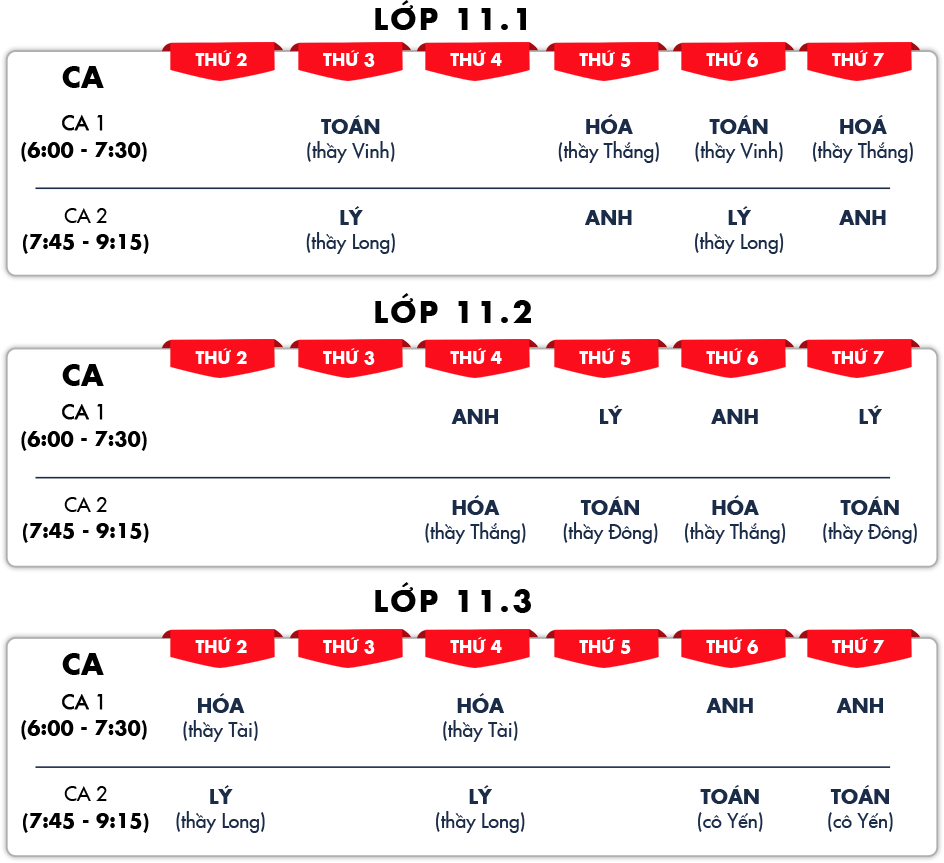 LỚP 11.1
CA THỨ 2 THỨ 3 THỨ 4 THỨ 5 THỨ 6 THỨ 7
CA 1 TOÁN HÓA TOÁN HOÁ
(6:00 - 7:30) (thầy Vinh) (thầy Thắng) (thầy Vinh) (thầy Thắng)
CA 2 LÝ ANH LÝ ANH
(7:45 - 9:15) (thầy Long) (thầy Long)
LỚP 11.2
CA THỨ 2 THỨ 3 THỨ 4 THỨ 5 THỨ 6 THỨ 7
CA 1 ANH LÝ ANH LÝ
(6:00 - 7:30)
CA 2 HÓA TOÁN HÓA TOÁN
(7:45 - 9:15) (thầy Thắng) (thầy Đông) (thầy Thắng) (thầy Đông)
LỚP 11.3
CA THỨ 2 THỨ 3 THỨ 4 THỨ 5 THỨ 6 THỨ 7
CA 1 HÓA HÓA ANH ANH
(6:00 - 7:30) (thầy Tài) (thầy Tài)
CA 2 LÝ LÝ TOÁN TOÁN
(7:45 - 9:15) (thầy Long) (thầy Long) (cô Yến) (cô Yến)